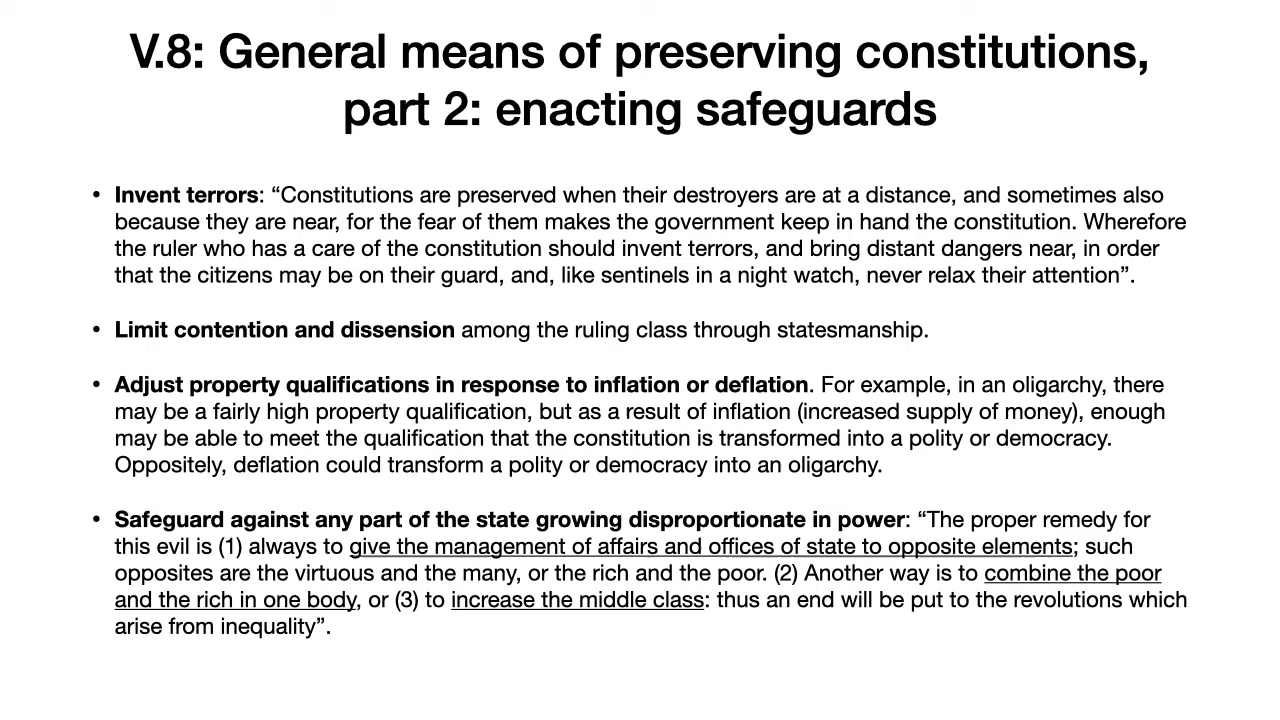 V.8: General means of preserving constitutions,
part 2: enacting safeguards
• Invent terrors: “Constitutions are preserved when their destroyers are at a distance, and sometimes also
because they are near, for the fear of them makes the government keep in hand the constitution. Wherefore
the ruler who has a care of the constitution should invent terrors, and bring distant dangers near, in order
that the citizens may be on their guard, and, like sentinels in a night watch, never relax their attention”.
• Limit contention and dissension among the ruling class through statesmanship.
• Adjust property qualifications in response to inflation or deflation. For example, in an oligarchy, there
may be a fairly high property qualification, but as a result of inflation (increased supply of money), enough
may be able to meet the qualification that the constitution is transformed into a polity or democracy.
Oppositely, deflation could transform a polity or democracy into an oligarchy.
• Safeguard against any part of the state growing disproportionate in power: “The proper remedy for
this evil is (1) always to give the management of affairs and offices of state to opposite elements; such
opposites are the virtuous and the many, or the rich and the poor. (2) Another way is to combine the poor
and the rich in one body, or (3) to increase the middle class: thus an end will be put to the revolutions which
arise from inequality”.